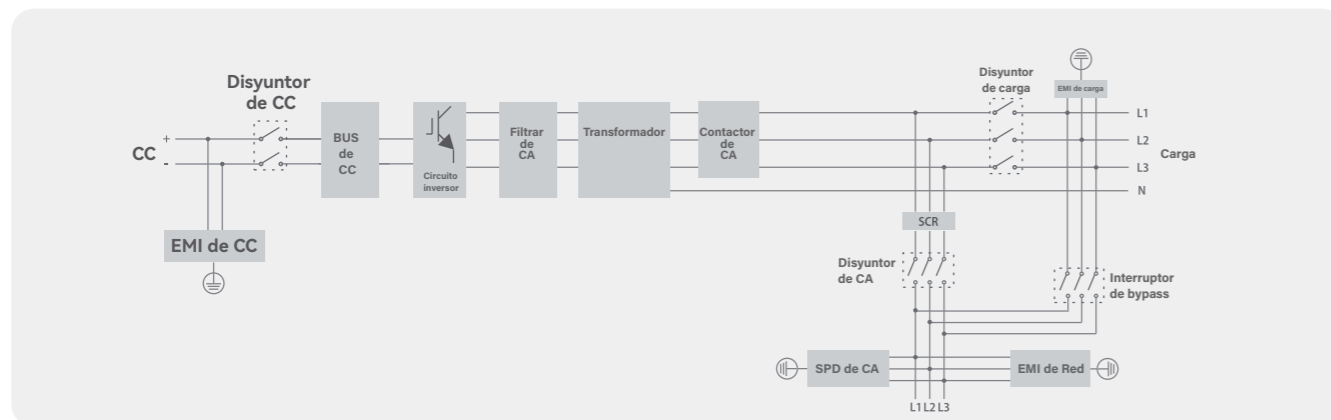 Disyuntor
de CC
CC
+
-
EMI de CC
BUS
de
CC
Circuito
inversor
Filtrar
de
CA
Transformador
Contactor
de
CA
Disyuntor
de carga
EMI de carga
L1
L2
L3
N
Carga
SCR
Disyuntor
de CA
Interruptor
de bypass
SPD de CA
EMI de Red
L1 L2 L3